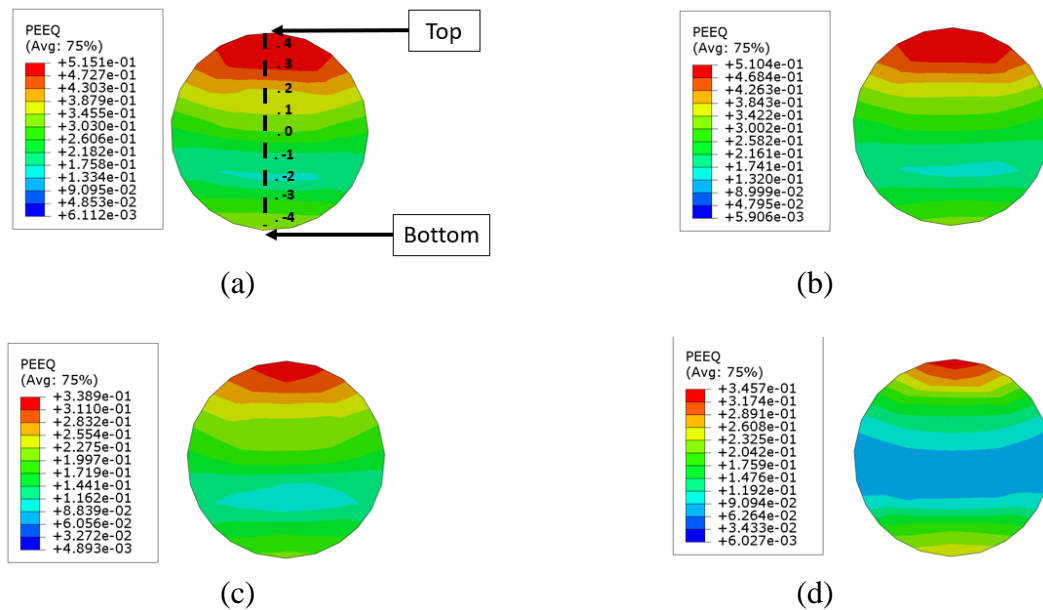 PEEQ
(Avg: 75%)
+5.151e-01
+4.727e-01
+4.303e-01
+3.879e-01
+3.455e-01
+3.030e-01
+2.606e-01
+2.182e-01
+1.758e-01
+1.334e-01
+9.095e-02
+4.853e-02
+6.112e-03
.4
.3
.2
.1
.0
.-1
.-2
.-3
.-4
Top
Bottom
(a)
PEEQ
(Avg: 75%)
+5.104e-01
+4.684e-01
+4.263e-01
+3.843e-01
+3.422e-01
+3.002e-01
+2.582e-01
+2.161e-01
+1.741e-01
+1.320e-01
+8.999e-02
+4.795e-02
+5.906e-03
(b)
PEEQ
(Avg: 75%)
+3.389e-01
+3.110e-01
+2.832e-01
+2.554e-01
+2.275e-01
+1.997e-01
+1.719e-01
+1.441e-01
+1.162e-01
+8.839e-02
+6.056e-02
+3.272e-02
+4.893e-03
(c)
PEEQ
(Avg: 75%)
+3.457e-01
+3.174e-01
+2.891e-01
+2.608e-01
+2.325e-01
+2.042e-01
+1.759e-01
+1.476e-01
+1.192e-01
+9.094e-02
+6.264e-02
+3.433e-02
+6.027e-03
(d)